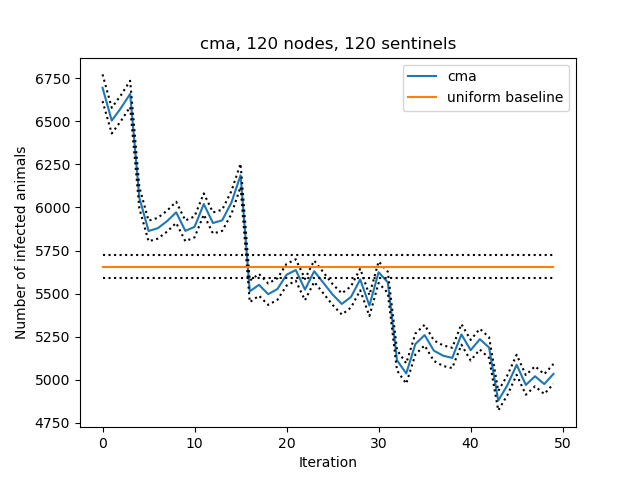 cma, 120 nodes, 120 sentinels
cma
uniform baseline
6750
6500
6250
6000
5750
5500
5250
5000
4750
Number of infected animals
0 10 20 30 40 50
Iteration